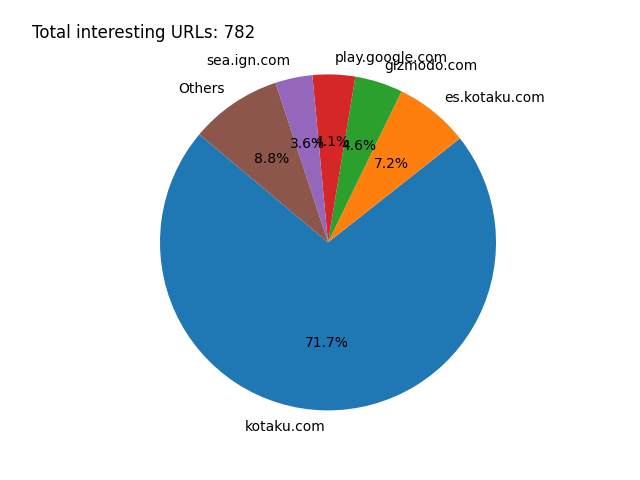 Total interesting URLs: 782
play.google.com
sea.ign.com
gizmodo.com
Others
es.kotaku.com
3.6%
4.1%
4.6%
8.8%
7.2%
71.7%
kotaku.com